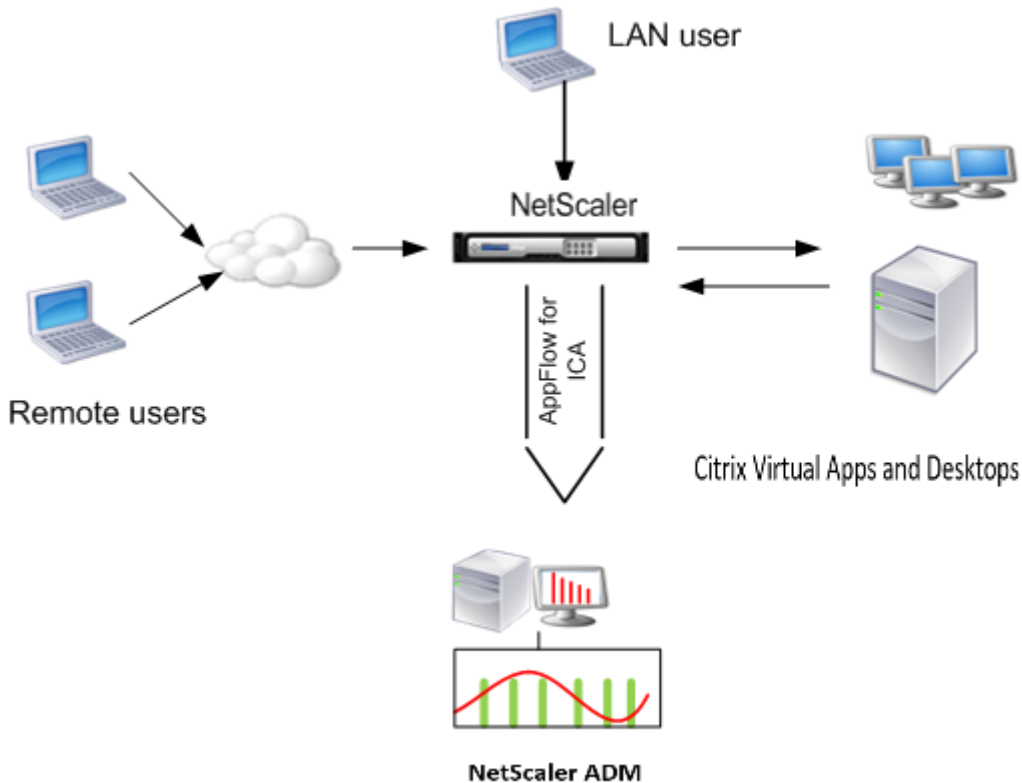 LAN user
NetScaler
Remote users
AppFlow for
ICA
Citrix Virtual Apps and Desktops
NetScaler ADM